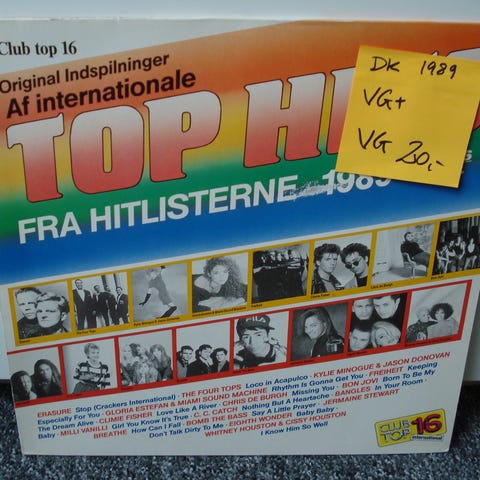 Club top 16
Original Indspilninger
Af internationale
TOP HI
FRA HITLISTERNE 1989
DK 1989
VG+
VG 20,-
FILA
ERASURE Stop (Crackers International) · THE FOUR TOPS Loco in Acapulco · KYLIE MINOGUE & JASON DONOVAN
Especially For You · GLORIA ESTEFAN & MIAMI SOUND MACHINE Rhythm Is Gonna Get You · FREIHEIT Keeping
The Dream Alive · CLIMIE FISHER Love Like A River · CHRIS DE BURGH Missing You · BON JOVI Born To Be My
Baby · MILLI VANILLI Girl You Know It's True · C. C. CATCH Nothing But A Heartache · BANGLES In Your Room ·
BREATHE How Can I Fall · BOMB THE BASS Say A Little Prayer · JERMAINE STEWART
Don't Talk Dirty To Me · EIGHTH WONDER Baby Baby ·
WHITNEY HOUSTON & CISSY HOUSTON
I Know Him So Well
CLUB
TOP 16
international